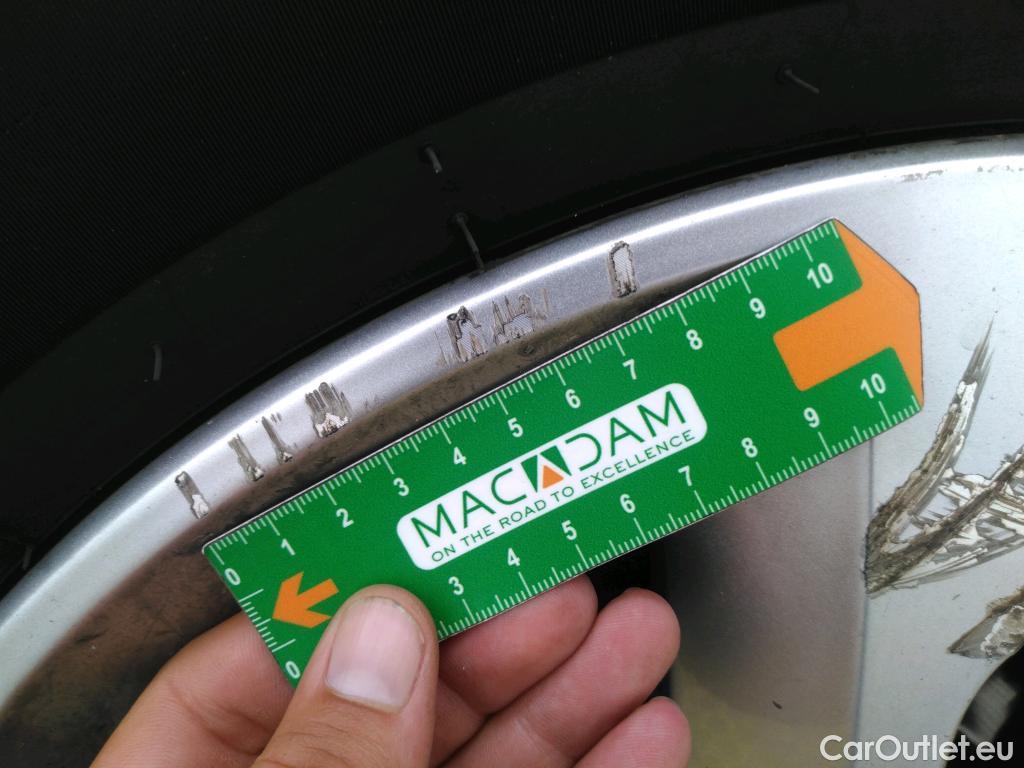 0 1 2 3 4 5 6 7 8 9 10
MACADAM
ON THE ROAD TO EXCELLENCE
0 3 4 5 6 7 8 9 10
CarOutlet.eu